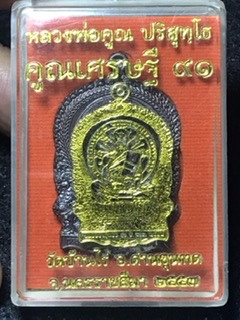 หลวงพ่อคูณ ปริสุทฺโธ
คูณเศรษฐี ๙๑
วัดบ้านไร่ อ.ด่านขุนทด
จ.นครราชสีมา ๒๕๕๗